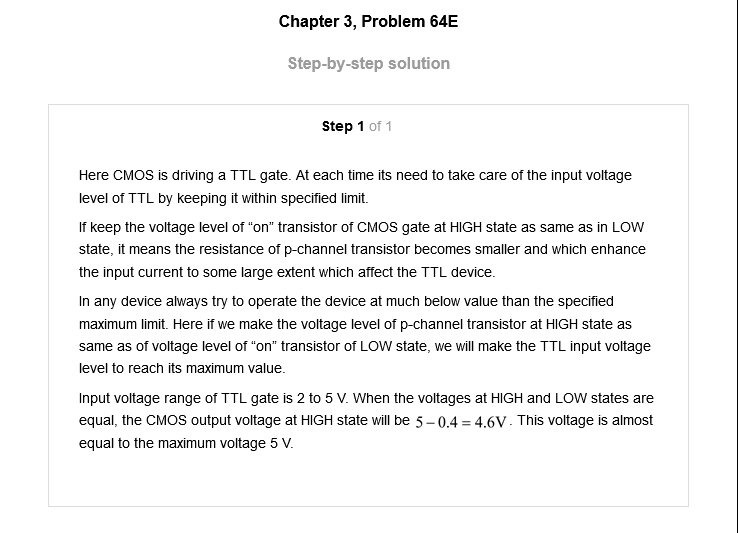 Chapter 3, Problem 64E
Step-by-step solution
Step 1 of 1
Here CMOS is driving a TTL gate. At each time its need to take care of the input voltage
level of TTL by keeping it within specified limit.
If keep the voltage level of “on” transistor of CMOS gate at HIGH state as same as in LOW
state, it means the resistance of p-channel transistor becomes smaller and which enhance
the input current to some large extent which affect the TTL device.
In any device always try to operate the device at much below value than the specified
maximum limit. Here if we make the voltage level of p-channel transistor at HIGH state as
same as of voltage level of “on” transistor of LOW state, we will make the TTL input voltage
level to reach its maximum value.
Input voltage range of TTL gate is 2 to 5 V. When the voltages at HIGH and LOW states are
equal, the CMOS output voltage at HIGH state will be 5 − 0.4 = 4.6V. This voltage is almost
equal to the maximum voltage 5 V.